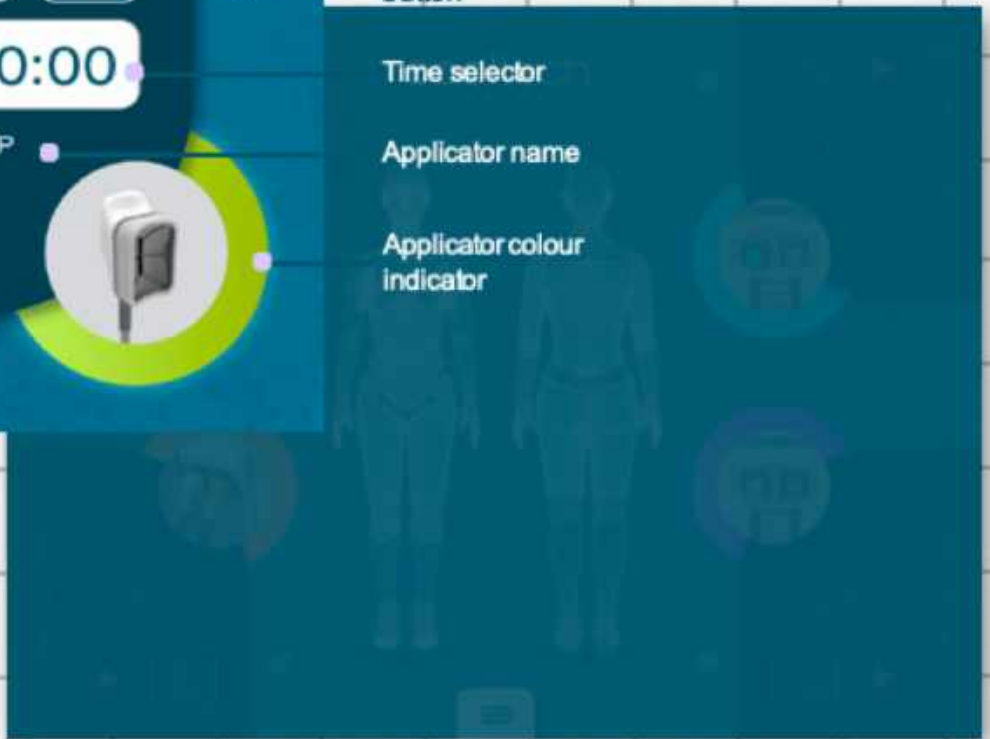 0:00
Time selector
P
Applicator name
Applicator colour
indicator